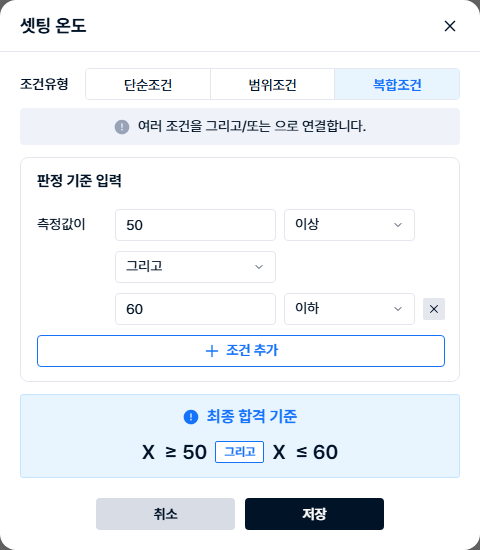 셋팅 온도
조건유형 단순조건 범위조건 복합조건
여러 조건을 그리고/또는 으로 연결합니다.
판정 기준 입력
측정값이 50 이상
그리고
60 이하
조건 추가
최종 합격 기준
X ≥ 50 그리고 X ≤ 60
취소 저장